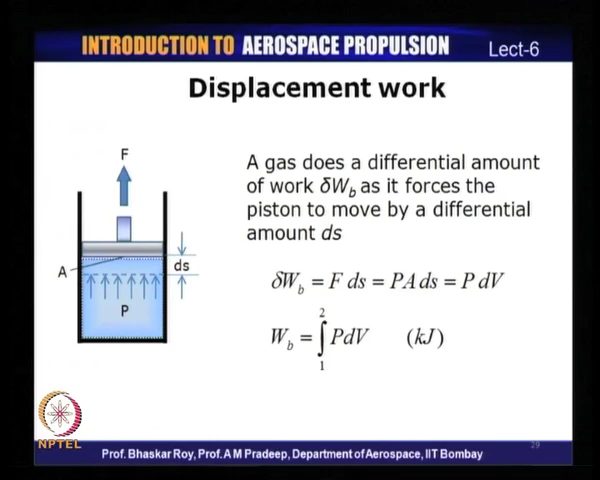 INTRODUCTION TO AEROSPACE PROPULSION Lect-6
Displacement work
F
A
ds
P
A gas does a differential amount
of work δW_b as it forces the
piston to move by a differential
amount ds
δW_b = F ds = PA ds = P dV
W_b = ∫₁² PdV (kJ)
NPTEL
29
Prof. Bhaskar Roy, Prof. A M Pradeep, Department of Aerospace, IIT Bombay